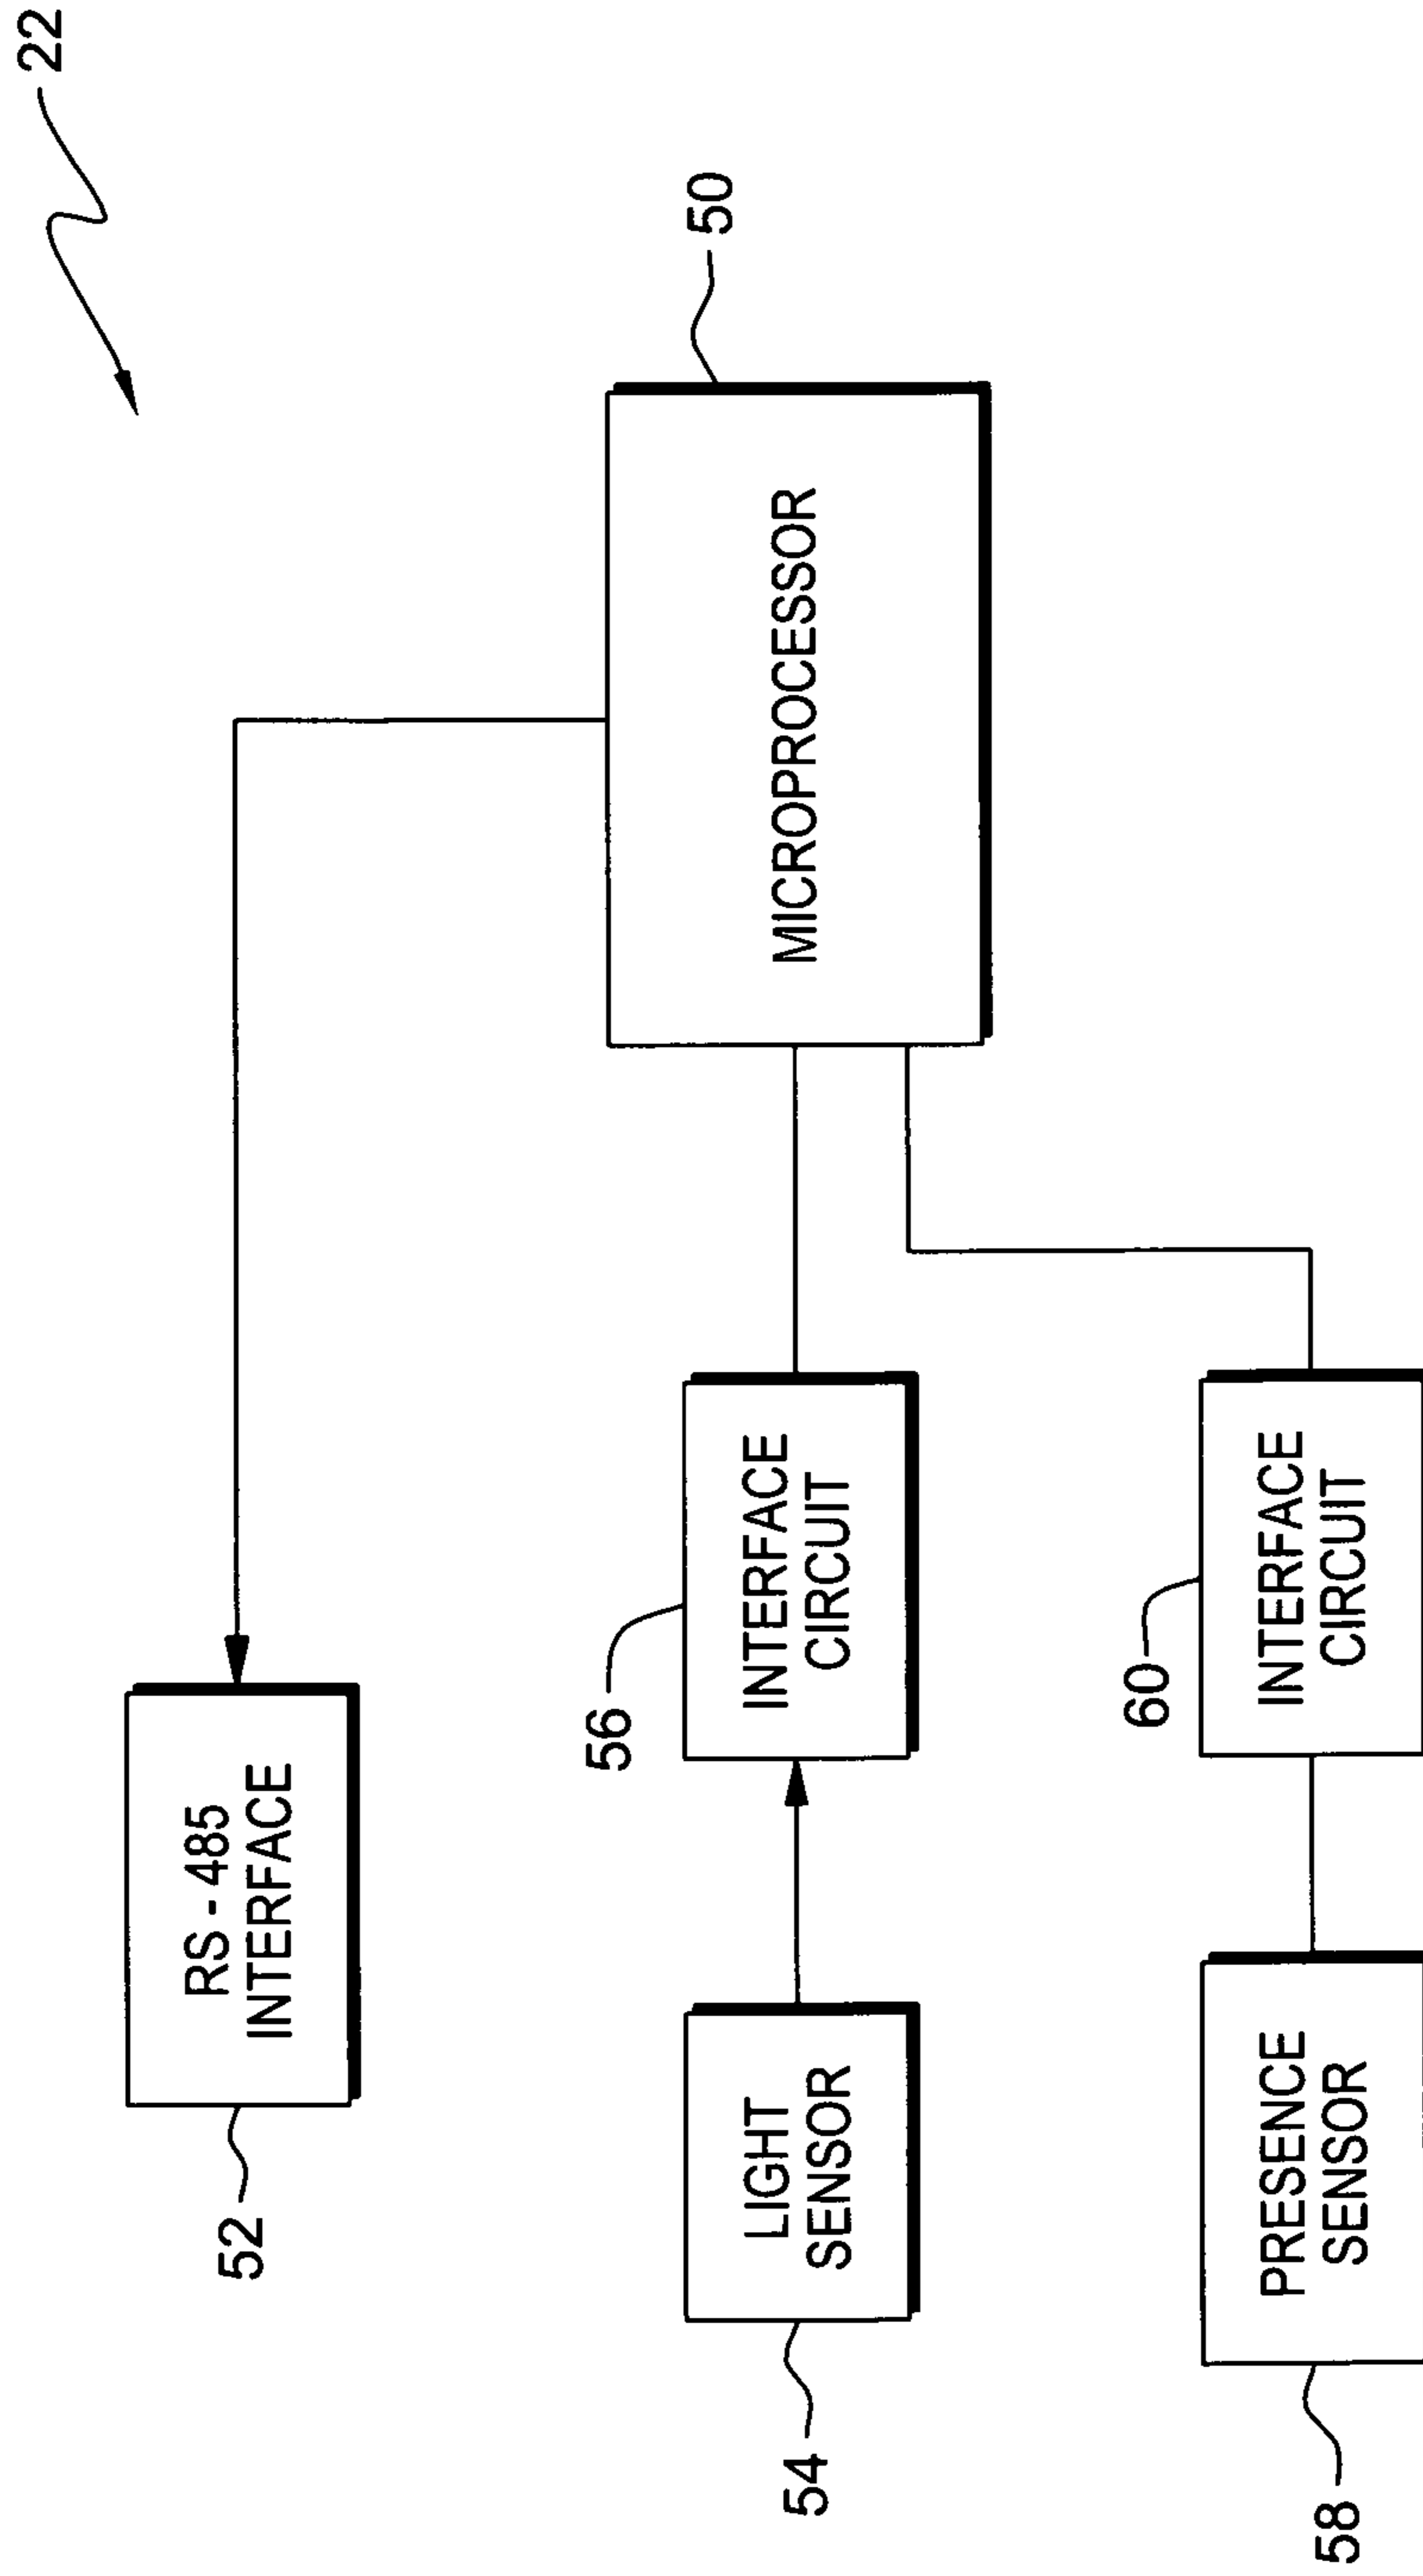 22
50
MICROPROCESSOR
RS - 485
INTERFACE
52
56
INTERFACE
CIRCUIT
LIGHT
SENSOR
54
60
INTERFACE
CIRCUIT
PRESENCE
SENSOR
58